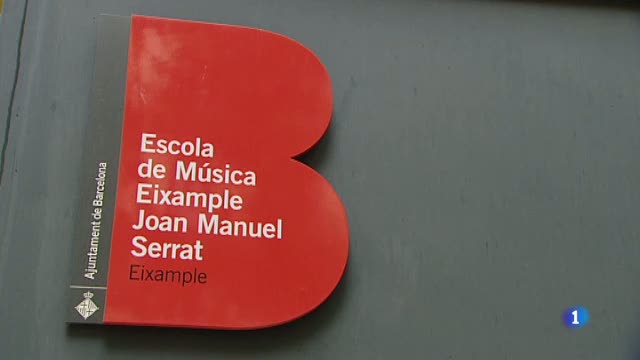 Escola
de Música
Eixample
Joan Manuel
Serrat
Eixample
Ajuntament de Barcelona
1